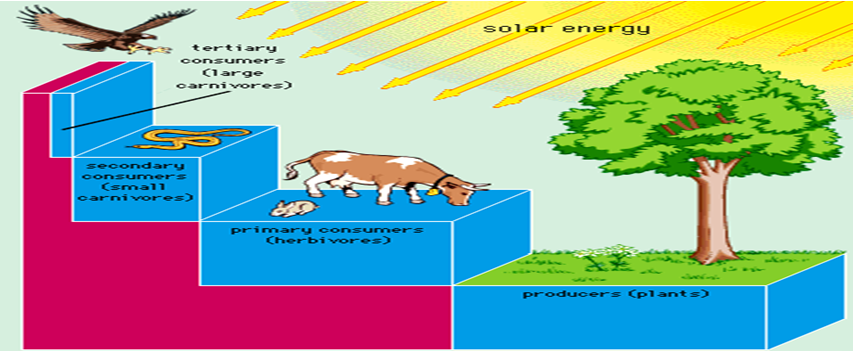 solar energy
tertiary
consumers
(large
carnivores)
secondary
consumers
(small
carnivores)
primary consumers
(herbivores)
producers (plants)